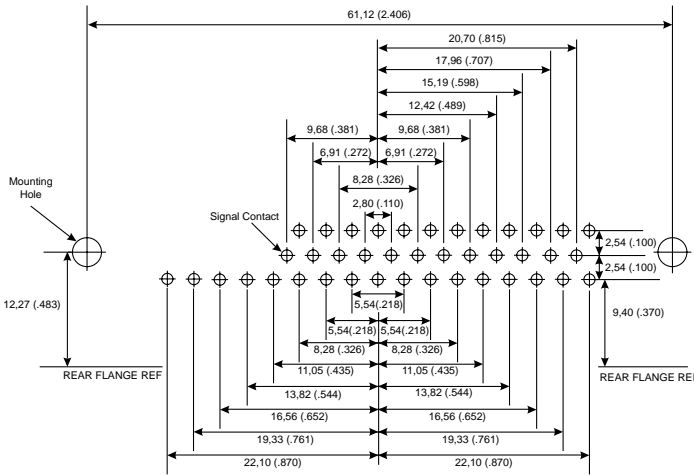 61,12 (2.406)
20,70 (.815)
17,96 (.707)
15,19 (.598)
12,42 (.489)
9,68 (.381) 9,68 (.381)
6,91 (.272) 6,91 (.272)
8,28 (.326)
2,80 (.110)
Mounting
Hole
Signal Contact
2,54 (.100)
2,54 (.100)
12,27 (.483)
9,40 (.370)
5,54 (.218)
5,54(.218) 5,54(.218)
8,28 (.326) 8,28 (.326)
11,05 (.435) 11,05 (.435)
REAR FLANGE REF REAR FLANGE REF
13,82 (.544) 13,82 (.544)
16,56 (.652) 16,56 (.652)
19,33 (.761) 19,33 (.761)
22,10 (.870) 22,10 (.870)